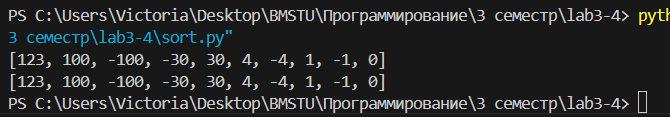 PS C:\Users\Victoria\Desktop\BMSTU\Программирование\3 семестр\lab3-4> pyth
3 семестр\lab3-4\sort.py"
[123, 100, -100, -30, 30, 4, -4, 1, -1, 0]
[123, 100, -100, -30, 30, 4, -4, 1, -1, 0]
PS C:\Users\Victoria\Desktop\BMSTU\Программирование\3 семестр\lab3-4>